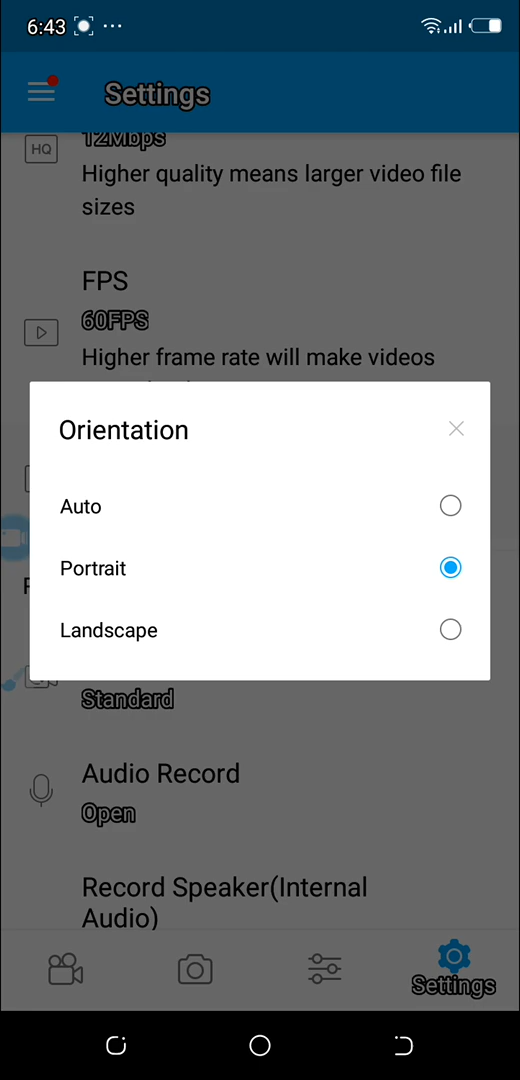 6:43
Settings
HQ
12Mbps
Higher quality means larger video file
sizes
FPS
60FPS
Higher frame rate will make videos
Orientation
Auto
Portrait
Landscape
Standard
Audio Record
Open
Record Speaker(Internal
Audio)
Settings